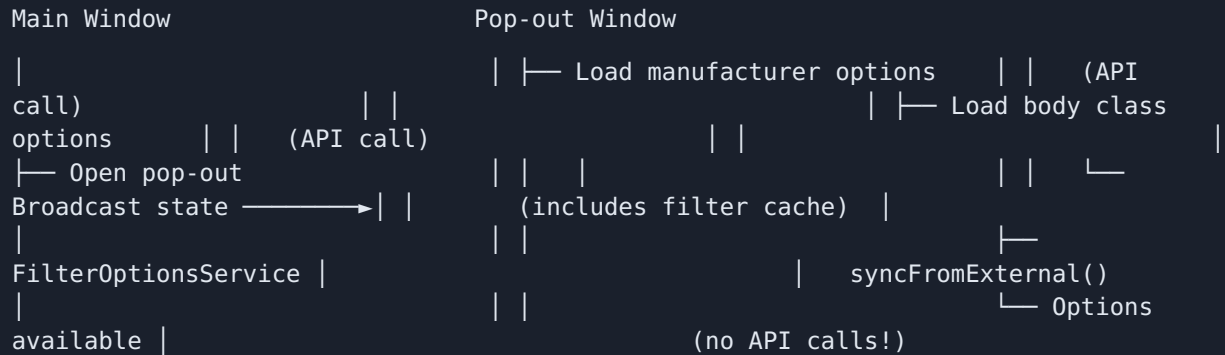 Main Window                          Pop-out Window
│                                         │ ├── Load manufacturer options     │ │   (API
call)                    │ │                                         │ ├── Load body class
options        │ │    (API call)                        │ │                                         │
├── Open pop-out                      │ │    │                                    │ │   └──
Broadcast state ─────────►│ │         (includes filter cache)   │
│                                         │ │                                         ├──
FilterOptionsService │                                         │    syncFromExternal()
│                                         │ │                                         └── Options
available │                                              (no API calls!)